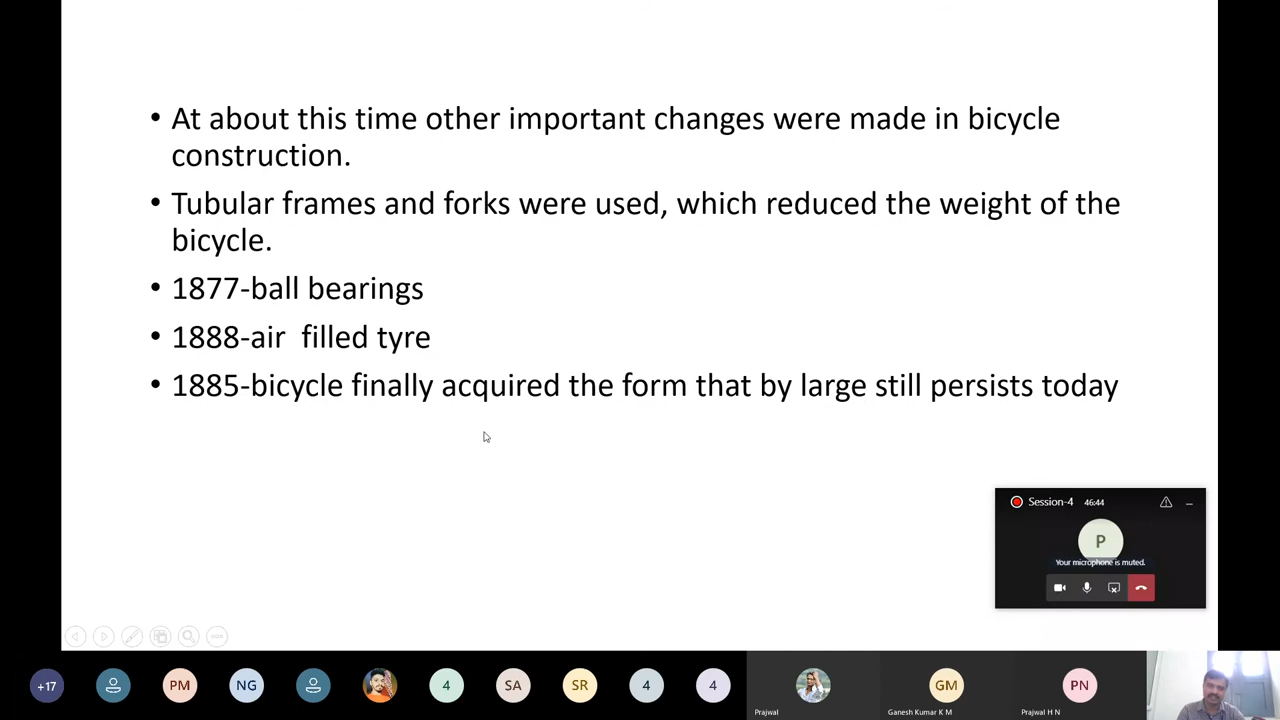 • At about this time other important changes were made in bicycle
construction.
• Tubular frames and forks were used, which reduced the weight of the
bicycle.
• 1877-ball bearings
• 1888-air  filled tyre
• 1885-bicycle finally acquired the form that by large still persists today
Session-4 46:44
P
Your microphone is muted.
+17 PM NG 4 SA SR 4 4 GM PN
Prajwal Ganesh Kumar K M Prajwal H N